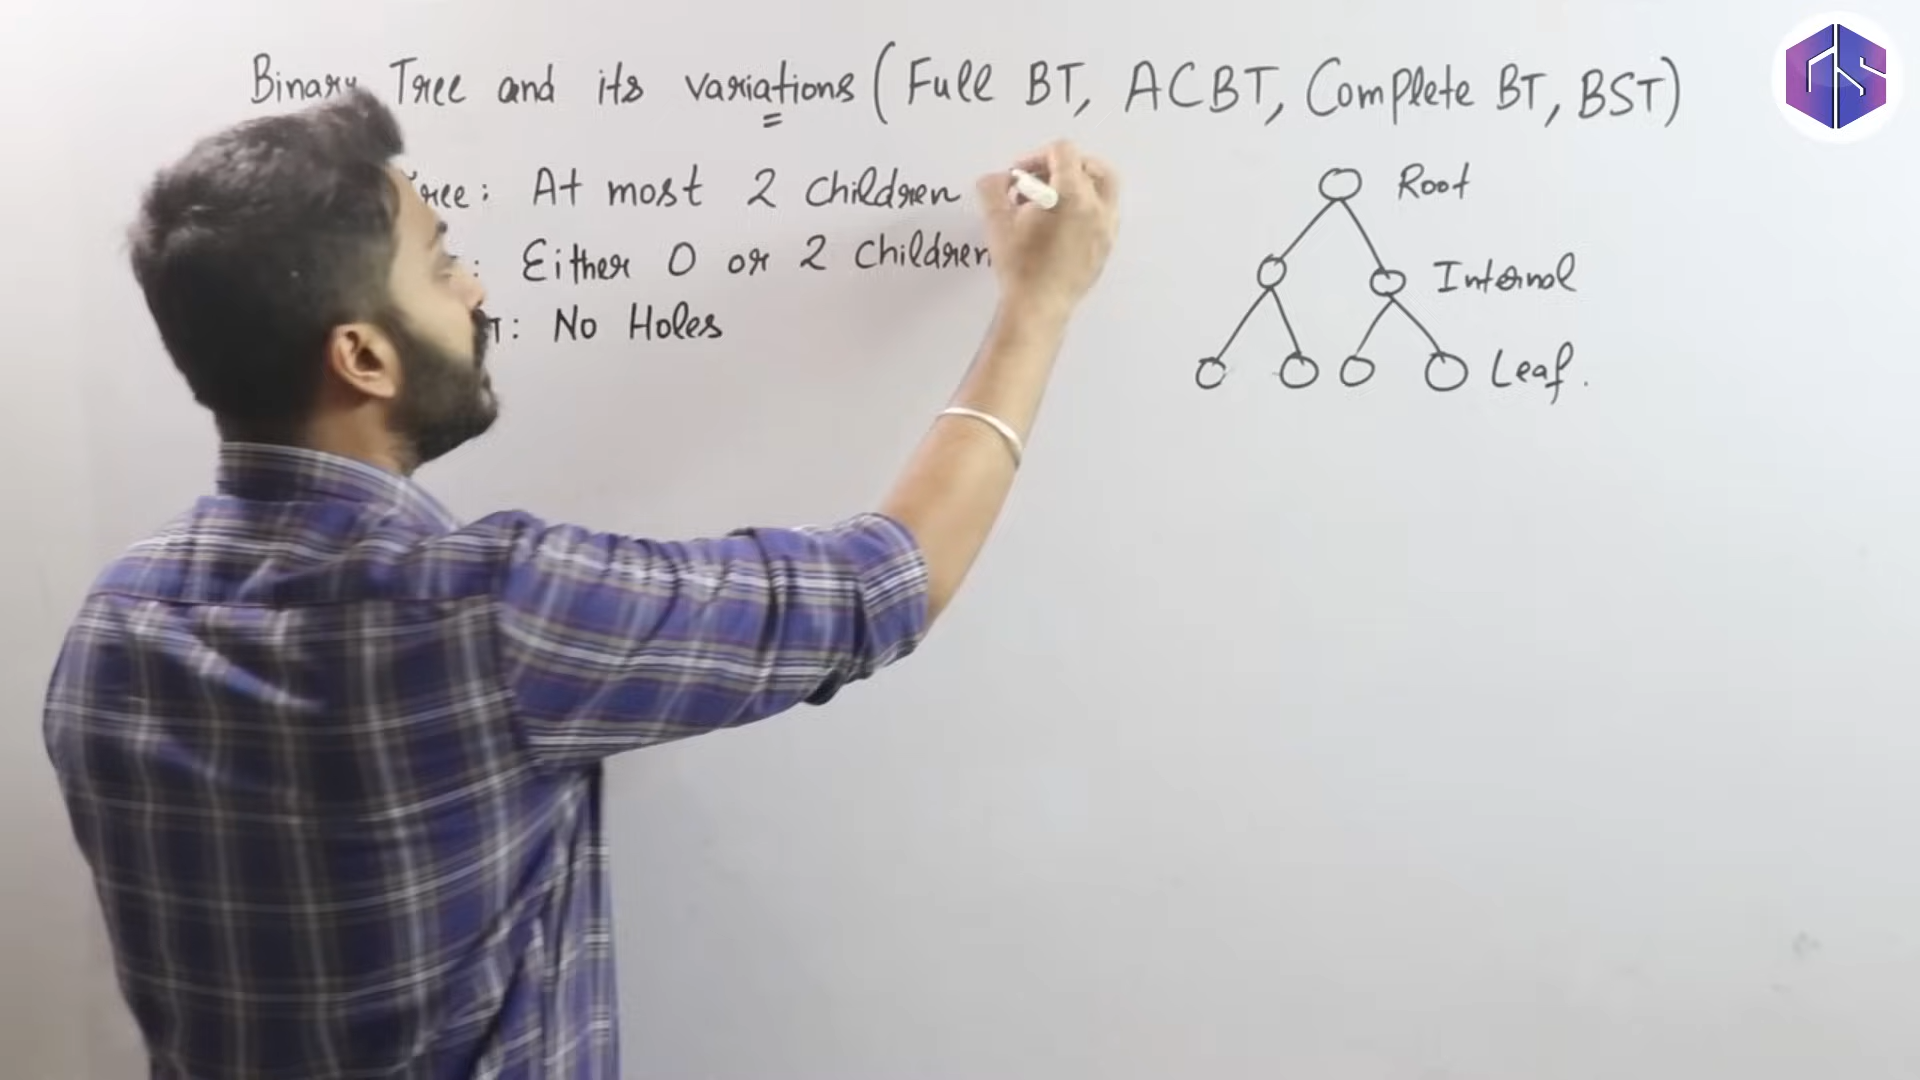 Binary Tree and its variations (Full BT, ACBT, Complete BT, BST)
: At most 2 children
: Either 0 or 2 children
: No Holes
Root
Internal
Leaf.